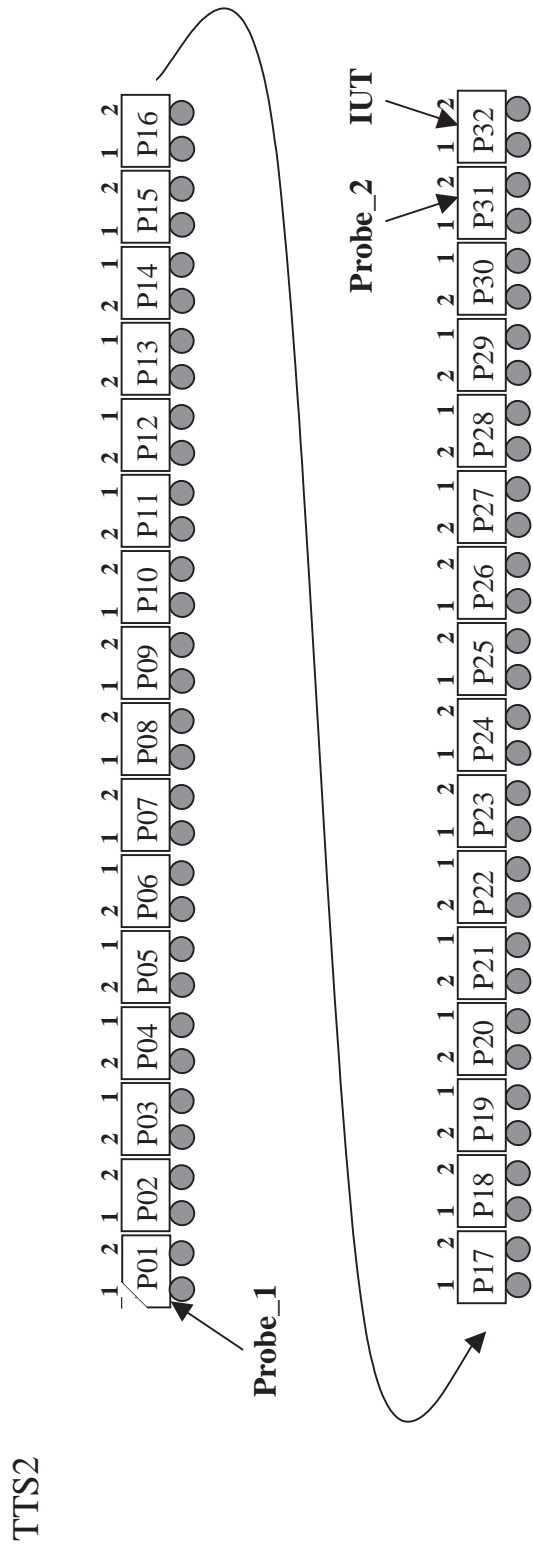 TTS2
1 2 1 2 2 1 2 1 2 1 2 1 1 2 1 2 1 2 1 2 2 1 2 1 2 1 2 1 1 2 1 2
P01 P02 P03 P04 P05 P06 P07 P08 P09 P10 P11 P12 P13 P14 P15 P16
Probe_1
Probe_2 IUT
1 2 1 2 2 1 2 1 2 1 2 1 1 2 1 2 1 2 1 2 2 1 2 1 2 1 2 1 1 2 1 2
P17 P18 P19 P20 P21 P22 P23 P24 P25 P26 P27 P28 P29 P30 P31 P32